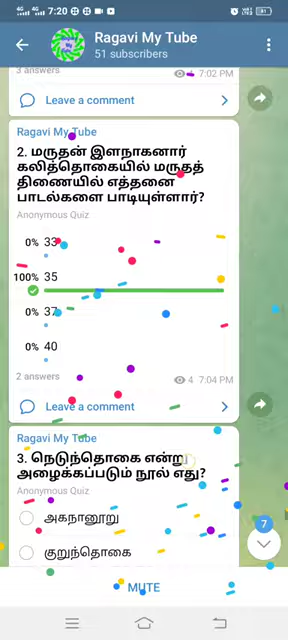 4G 4G 7:20
Ragavi My Tube
51 subscribers
3 answers
7:02 PM
Leave a comment
Ragavi My Tube
2. மருதன் இளநாகனார்
கலித்தொகையில் மருதத்
திணையில் எத்தனை
பாடல்களை பாடியுள்ளார்?
Anonymous Quiz
0% 33
100% 35
0% 37
0% 40
2 answers
4 7:04 PM
Leave a comment
Ragavi My Tube
3. நெடுந்தொகை என்று
அழைக்கப்படும் நூல் எது?
Anonymous Quiz
அகநானூறு
7
குறுந்தொகை
MUTE